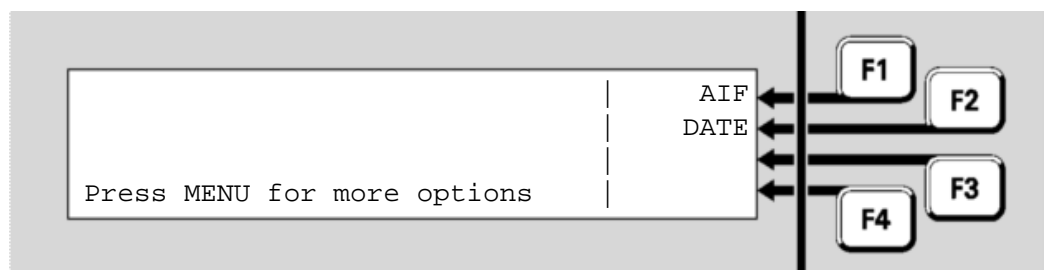 | AIF
| DATE
|
Press MENU for more options |
F1
F2
F3
F4